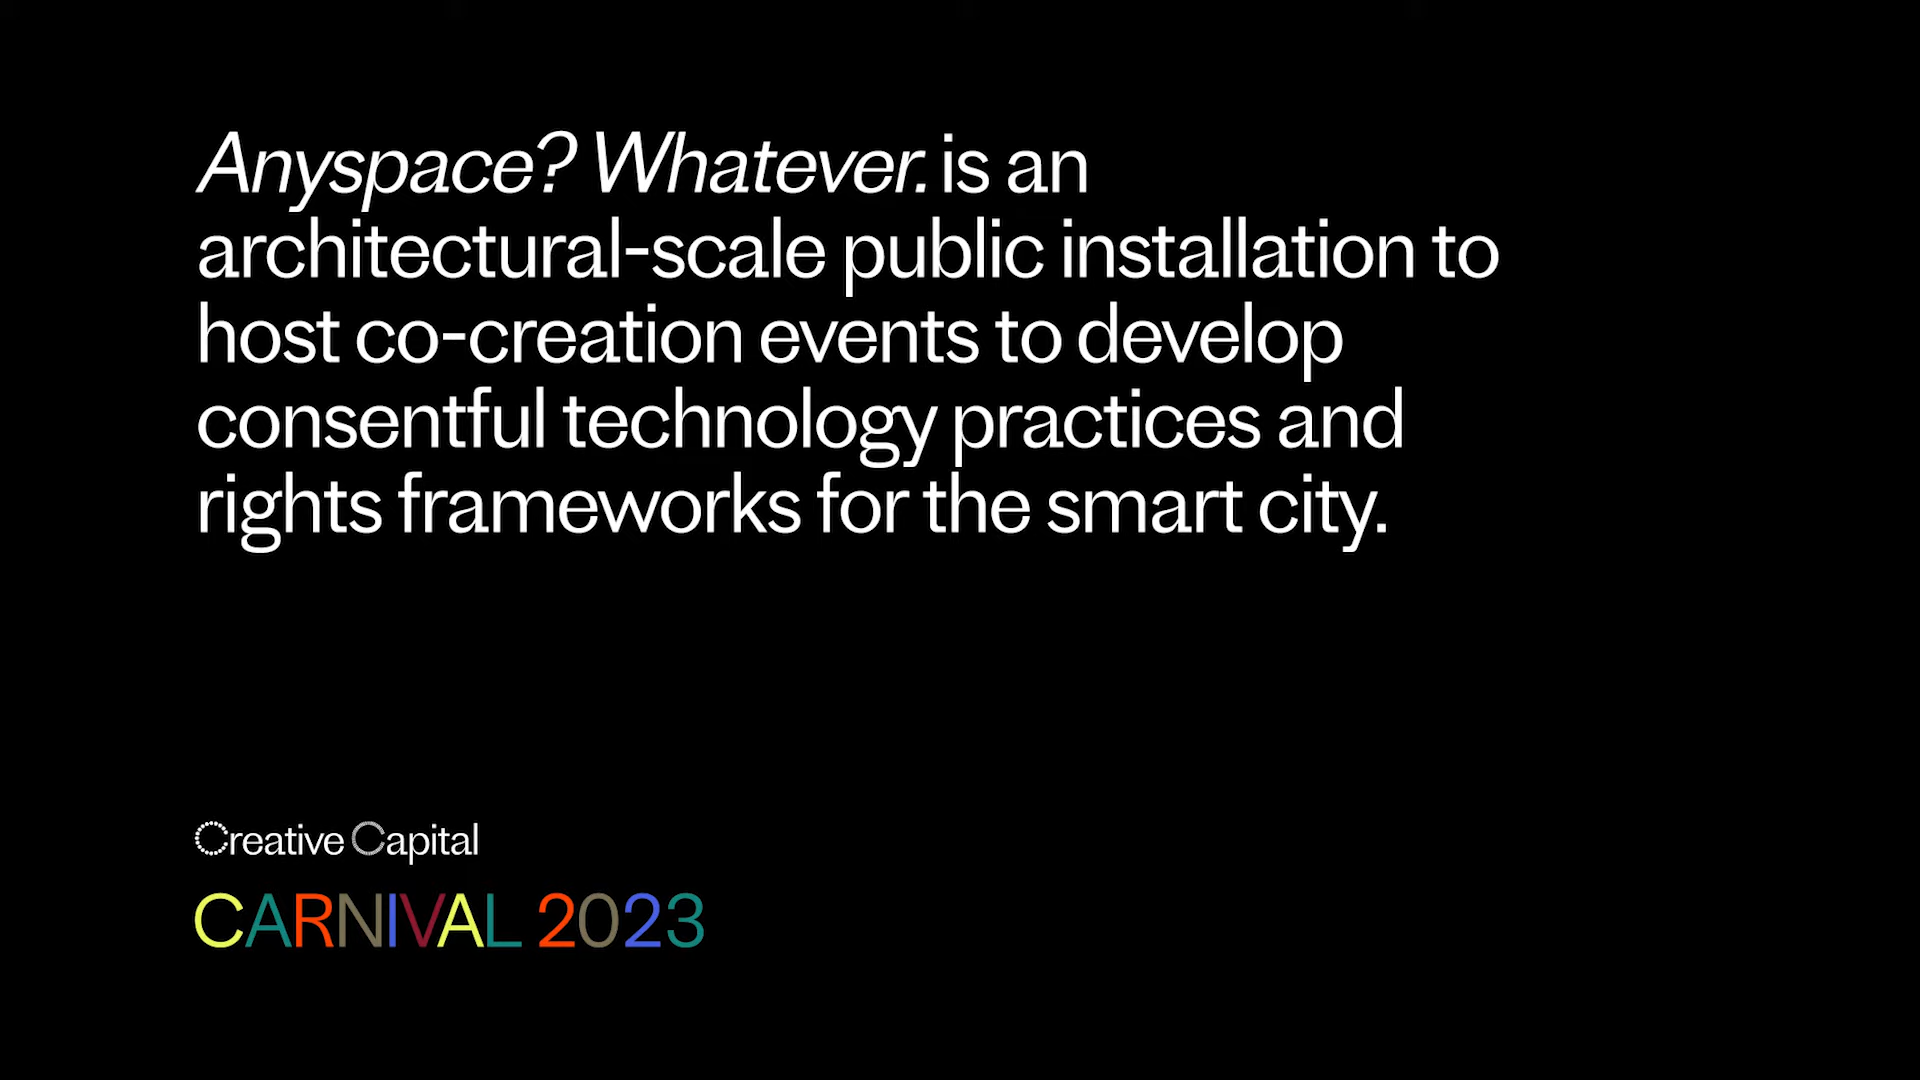 Anyspace? Whatever. is an
architectural-scale public installation to
host co-creation events to develop
consentful technology practices and
rights frameworks for the smart city.
Creative Capital
CARNIVAL 2023